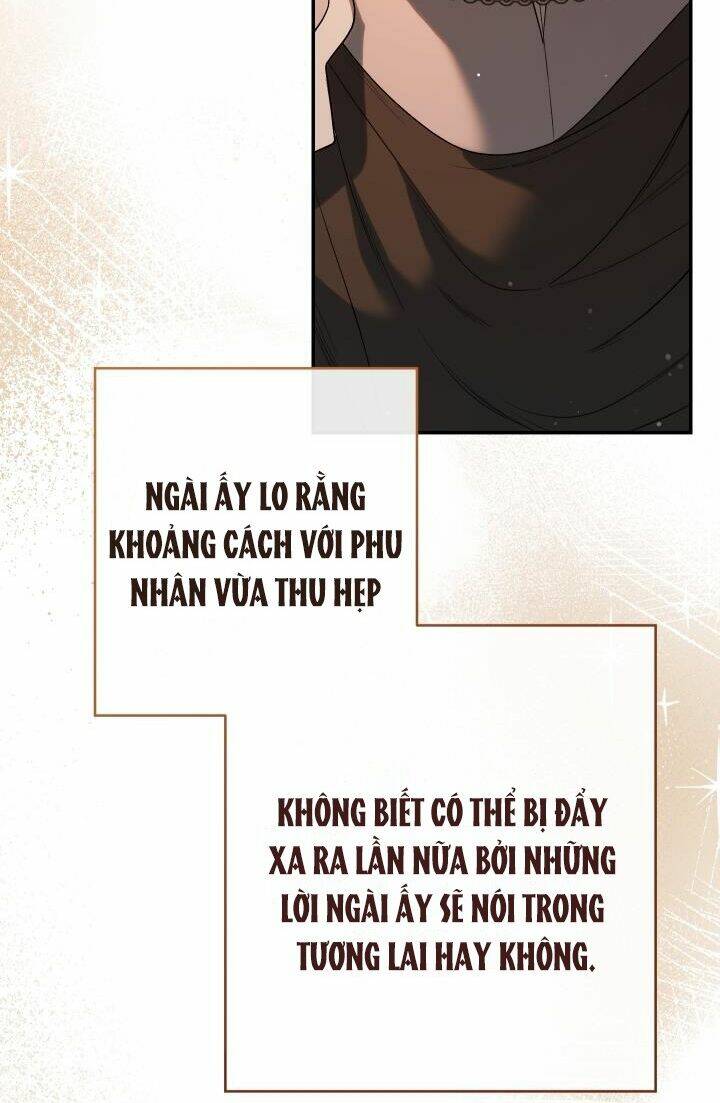 NGÀI ẤY LO RẰNG
KHOẢNG CÁCH VỚI PHU
NHÂN VỪA THU HẸP
KHÔNG BIẾT CÓ THỂ BỊ ĐẨY
XA RA LẦN NỮA BỞI NHỮNG
LỜI NGÀI ẤY SẼ NÓI TRONG
TƯƠNG LAI HAY KHÔNG.